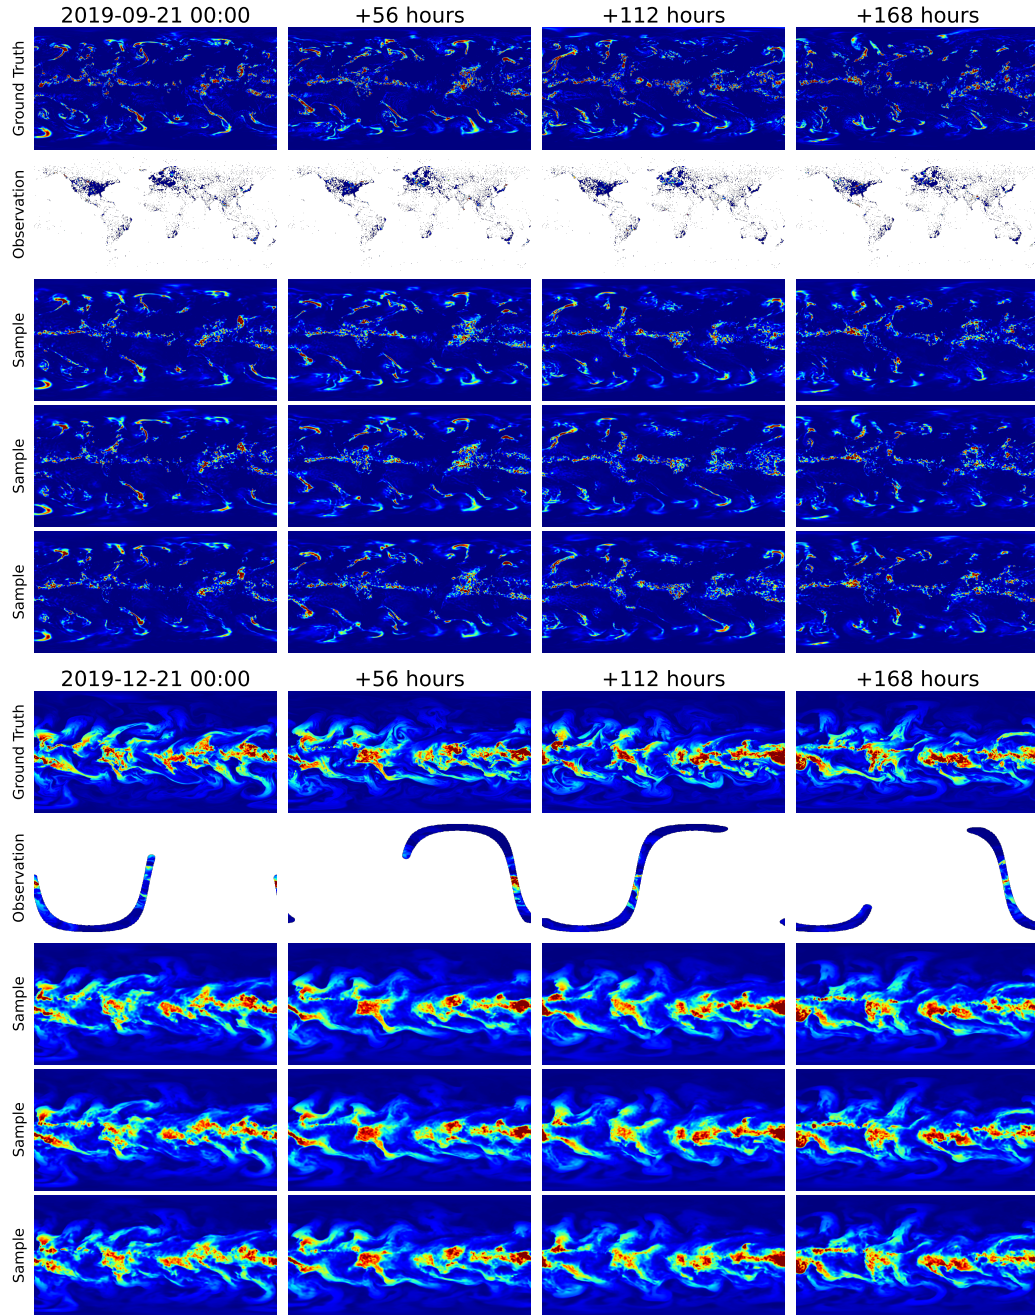 2019-09-21 00:00 +56 hours +112 hours +168 hours
Ground Truth
Observation
Sample
Sample
Sample
2019-12-21 00:00 +56 hours +112 hours +168 hours
Ground Truth
Observation
Sample
Sample
Sample